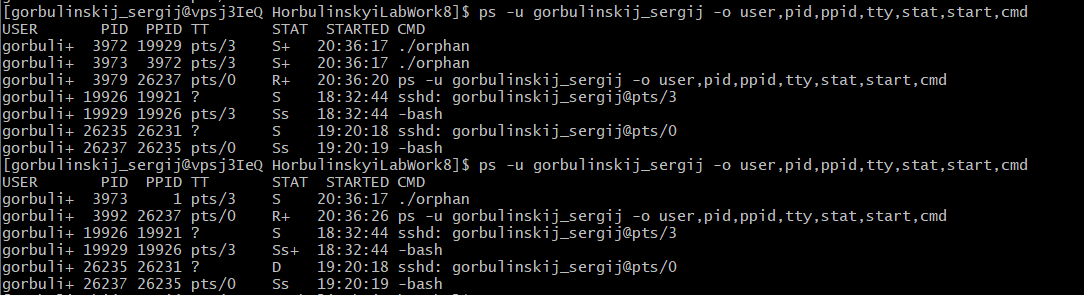 [gorbulinskij_sergij@vpsj3IeQ HorbulinskyiLabWork8]$ ps -u gorbulinskij_sergij -o user,pid,ppid,tty,stat,start,cmd
USER       PID  PPID TT       STAT  STARTED CMD
gorbuli+  3972 19929 pts/3    S+   20:36:17 ./orphan
gorbuli+  3973  3972 pts/3    S+   20:36:17 ./orphan
gorbuli+  3979 26237 pts/0    R+   20:36:20 ps -u gorbulinskij_sergij -o user,pid,ppid,tty,stat,start,cmd
gorbuli+ 19926 19921 ?        S    18:32:44 sshd: gorbulinskij_sergij@pts/3
gorbuli+ 19929 19926 pts/3    Ss   18:32:44 -bash
gorbuli+ 26235 26231 ?        S    19:20:18 sshd: gorbulinskij_sergij@pts/0
gorbuli+ 26237 26235 pts/0    Ss   19:20:19 -bash
[gorbulinskij_sergij@vpsj3IeQ HorbulinskyiLabWork8]$ ps -u gorbulinskij_sergij -o user,pid,ppid,tty,stat,start,cmd
USER       PID  PPID TT       STAT  STARTED CMD
gorbuli+  3973     1 pts/3    S    20:36:17 ./orphan
gorbuli+  3992 26237 pts/0    R+   20:36:26 ps -u gorbulinskij_sergij -o user,pid,ppid,tty,stat,start,cmd
gorbuli+ 19926 19921 ?        S    18:32:44 sshd: gorbulinskij_sergij@pts/3
gorbuli+ 19929 19926 pts/3    Ss+  18:32:44 -bash
gorbuli+ 26235 26231 ?        D    19:20:18 sshd: gorbulinskij_sergij@pts/0
gorbuli+ 26237 26235 pts/0    Ss   19:20:19 -bash